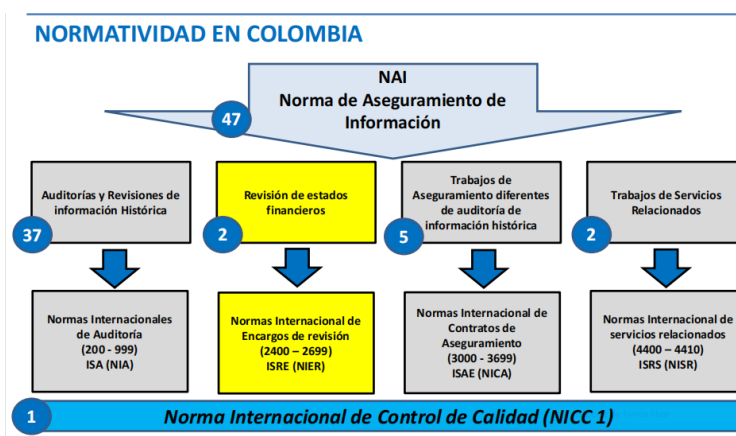 NORMATIVIDAD EN COLOMBIA
NAI
Norma de Aseguramiento de
Información
47
Auditorías y Revisiones de
información Histórica
37
Revisión de estados
financieros
2
Trabajos de
Aseguramiento diferentes
de auditoría de
información histórica
5
Trabajos de Servicios
Relacionados
2
Normas Internacionales
de Auditoría
(200 - 999)
ISA (NIA)
Normas Internacional de
Encargos de revisión
(2400 – 2699)
ISRE (NIER)
Normas Internacional de
Contratos de
Aseguramiento
(3000 - 3699)
ISAE (NICA)
Normas Internacional de
servicios relacionados
(4400 – 4410)
ISRS (NISR)
1
Norma Internacional de Control de Calidad (NICC 1)